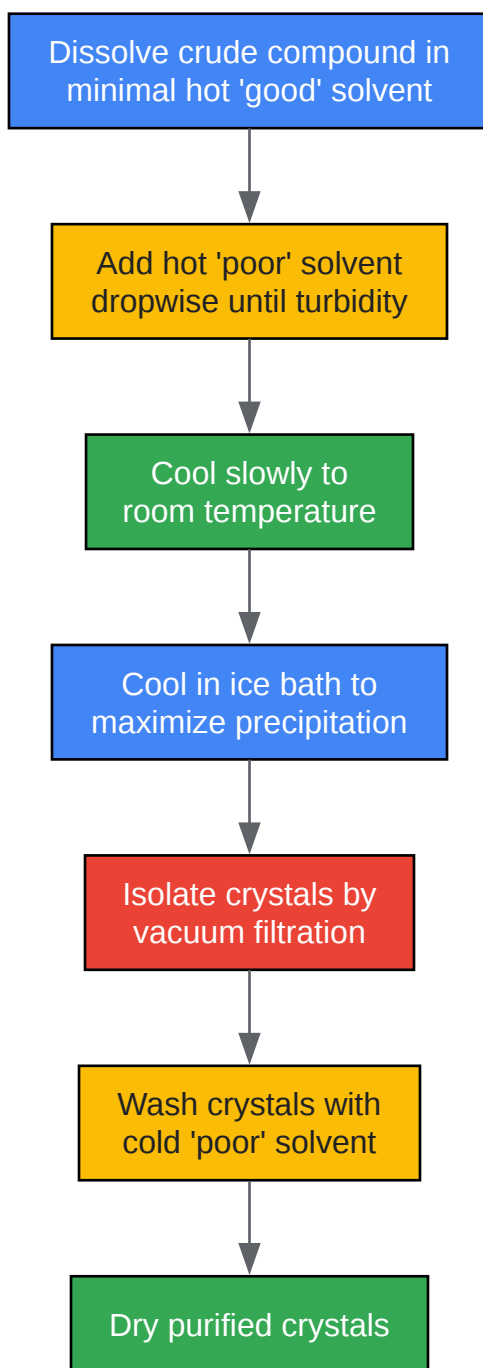 Dissolve crude compound in
minimal hot 'good' solvent
Add hot 'poor' solvent
dropwise until turbidity
Cool slowly to
room temperature
Cool in ice bath to
maximize precipitation
Isolate crystals by
vacuum filtration
Wash crystals with
cold 'poor' solvent
Dry purified crystals